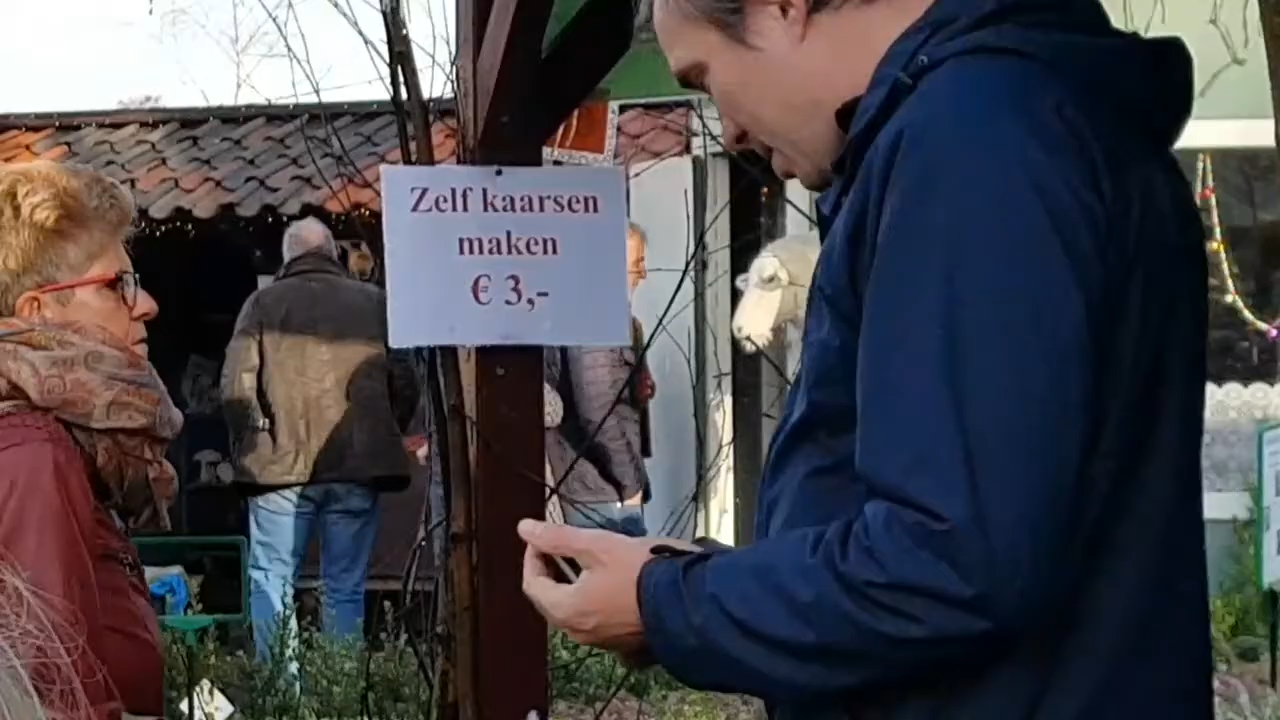 Zelf kaarsen
maken
€ 3,-